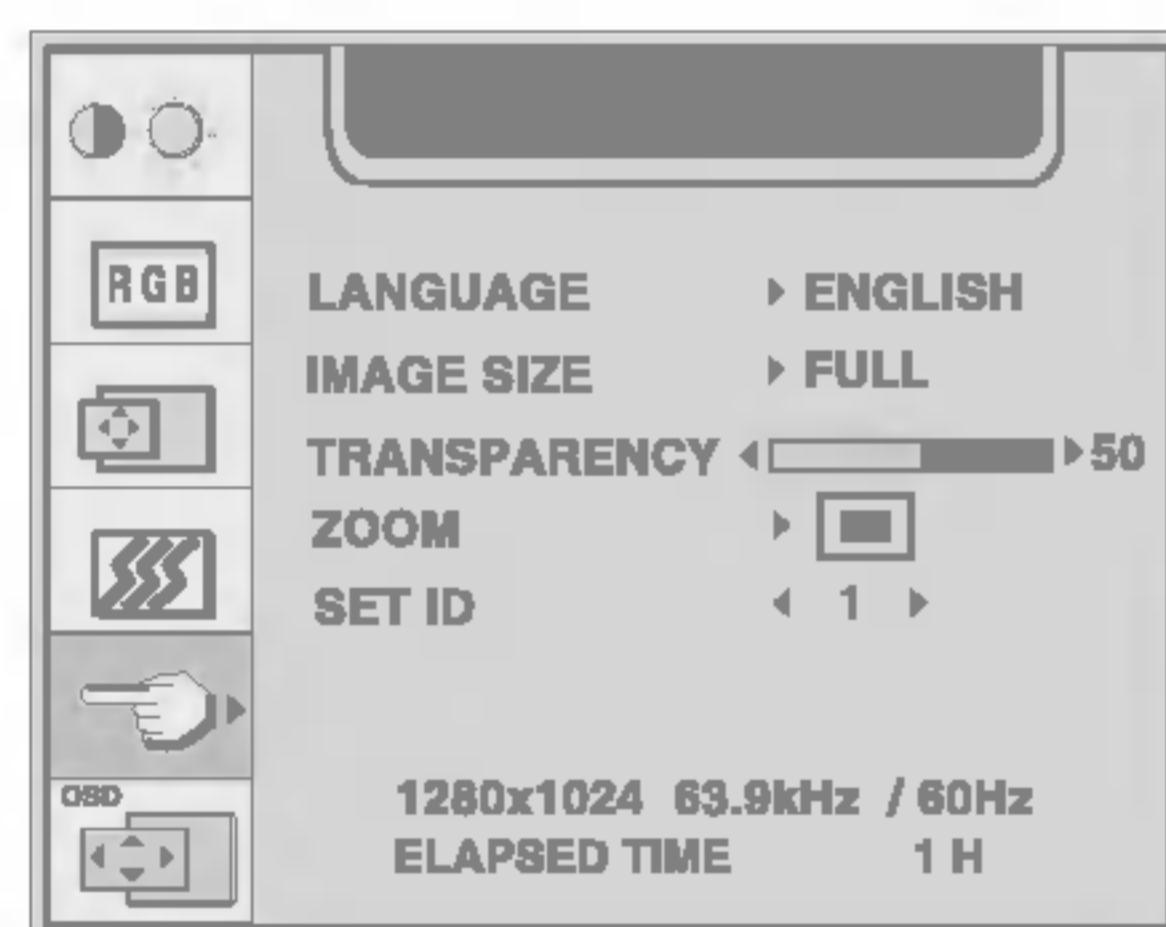 RGB
LANGUAGE ENGLISH
IMAGE SIZE FULL
TRANSPARENCY 50
ZOOM
SET ID 1
OSD
1280x1024 63.9kHz / 60Hz
ELAPSED TIME 1 H